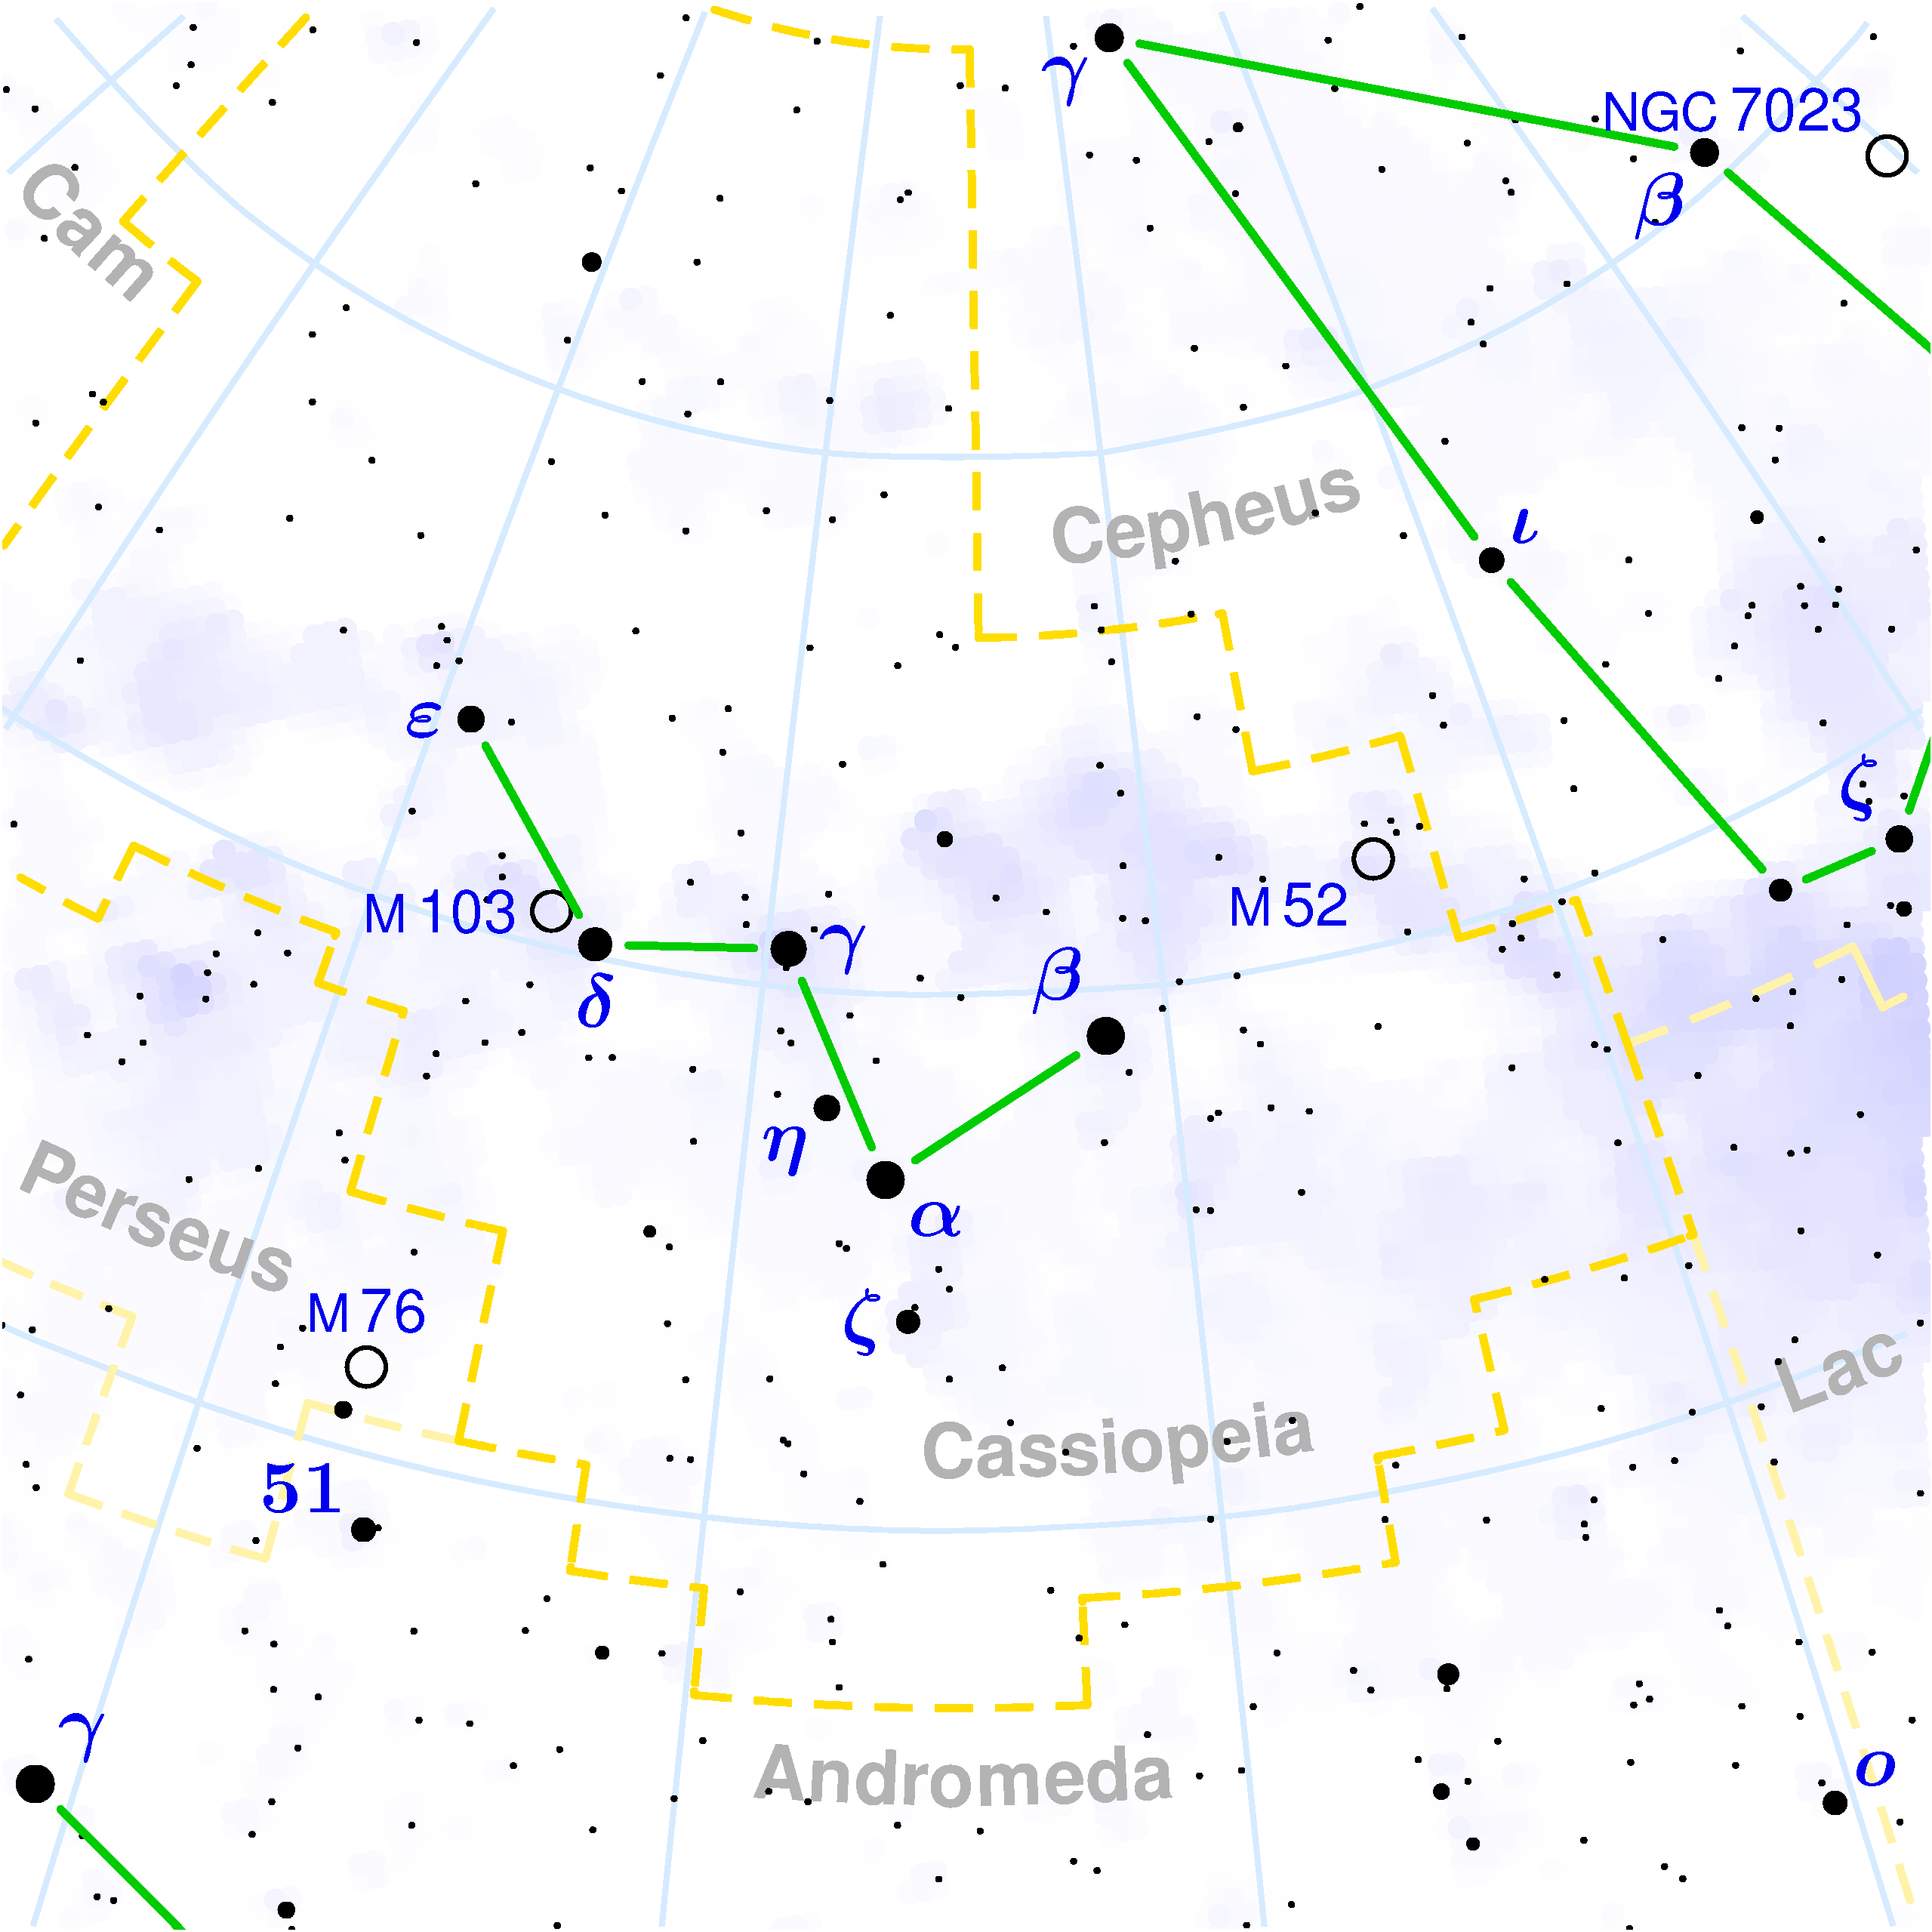 γ
NGC 7023
β
Cam
Cepheus
ι
ε
ζ
M 103
δ
γ
β
M 52
η
α
Perseus
M 76
ζ
Lac
Cassiopeia
51
γ
Andromeda
ο